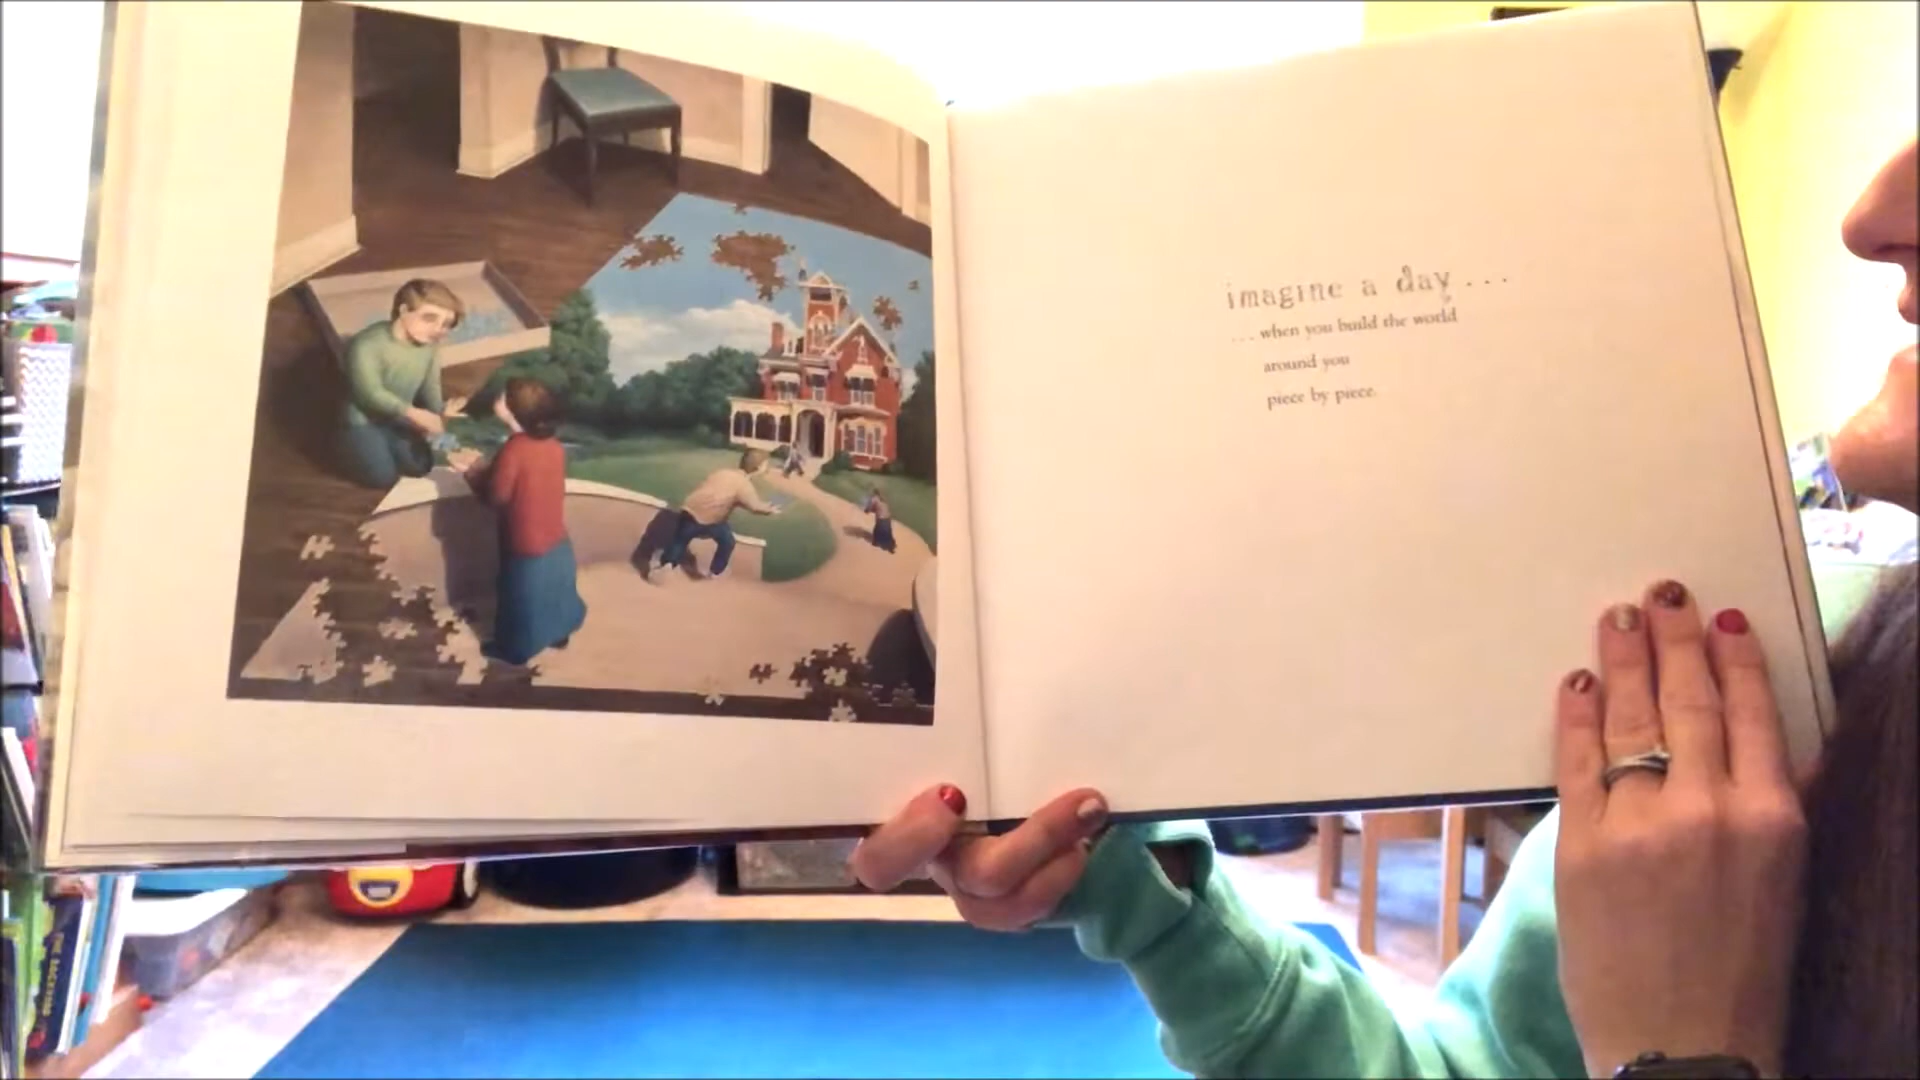 imagine a day . . . .
. . . when you build the world
around you
piece by piece.